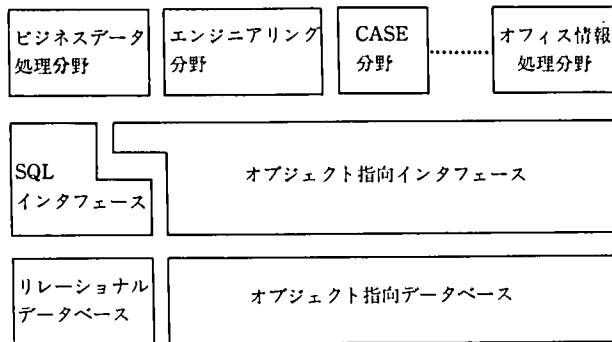 ビジネスデータ
処理分野
エンジニアリング
分野
CASE
分野
オフィス情報
処理分野
SQL
インタフェース
オブジェクト指向インタフェース
リレーショナル
データベース
オブジェクト指向データベース